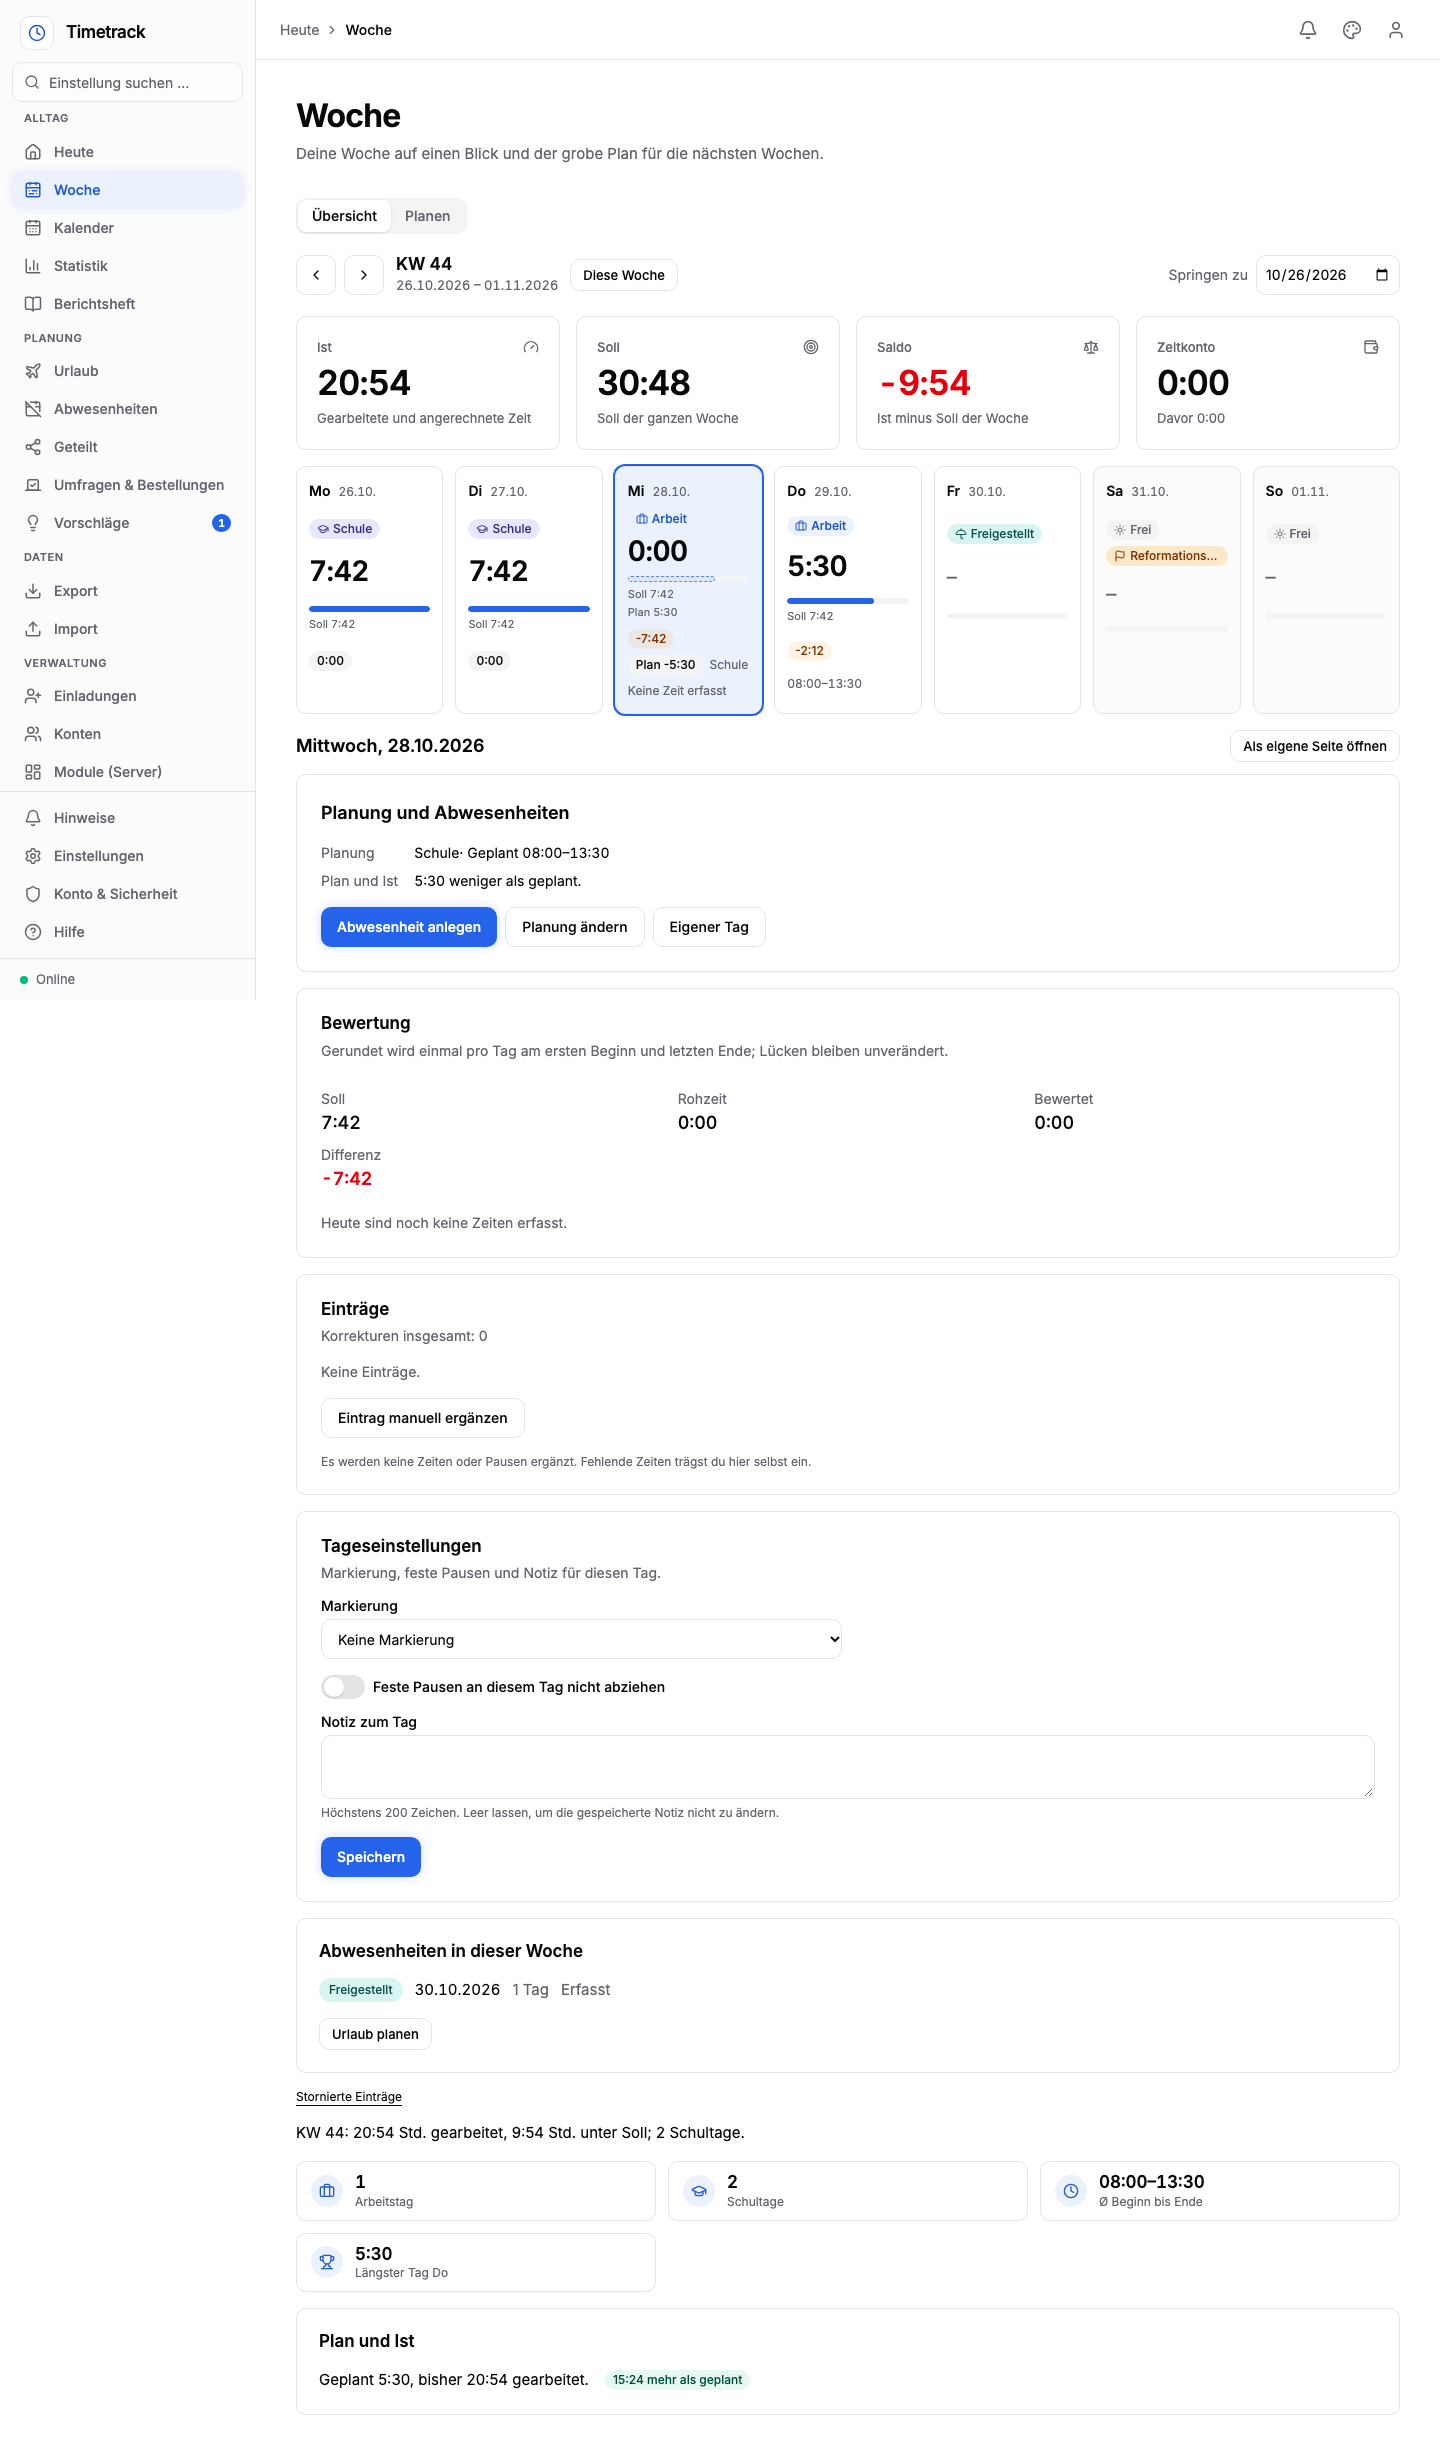 Timetrack
Einstellung suchen ...
ALLTAG
Heute
Woche
Kalender
Statistik
Berichtsheft
PLANUNG
Urlaub
Abwesenheiten
Geteilt
Umfragen & Bestellungen
Vorschläge 1
DATEN
Export
Import
VERWALTUNG
Einladungen
Konten
Module (Server)
Hinweise
Einstellungen
Konto & Sicherheit
Hilfe
Online
Heute > Woche
Woche
Deine Woche auf einen Blick und der grobe Plan für die nächsten Wochen.
Übersicht Planen
KW 44
26.10.2026 – 01.11.2026
Diese Woche
Springen zu 10/26/2026
Ist
20:54
Gearbeitete und angerechnete Zeit
Soll
30:48
Soll der ganzen Woche
Saldo
-9:54
Ist minus Soll der Woche
Zeitkonto
0:00
Davor 0:00
Mo 26.10.
Schule
7:42
Soll 7:42
0:00
Di 27.10.
Schule
7:42
Soll 7:42
0:00
Mi 28.10.
Arbeit
0:00
Soll 7:42
Plan 5:30
-7:42
Plan -5:30 Schule
Keine Zeit erfasst
Do 29.10.
Arbeit
5:30
Soll 7:42
-2:12
08:00–13:30
Fr 30.10.
Freigestellt
–
Sa 31.10.
Frei
Reformations...
–
So 01.11.
Frei
–
Mittwoch, 28.10.2026
Als eigene Seite öffnen
Planung und Abwesenheiten
Planung Schule· Geplant 08:00–13:30
Plan und Ist 5:30 weniger als geplant.
Abwesenheit anlegen Planung ändern Eigener Tag
Bewertung
Gerundet wird einmal pro Tag am ersten Beginn und letzten Ende; Lücken bleiben unverändert.
Soll
7:42
Rohzeit
0:00
Bewertet
0:00
Differenz
-7:42
Heute sind noch keine Zeiten erfasst.
Einträge
Korrekturen insgesamt: 0
Keine Einträge.
Eintrag manuell ergänzen
Es werden keine Zeiten oder Pausen ergänzt. Fehlende Zeiten trägst du hier selbst ein.
Tageseinstellungen
Markierung, feste Pausen und Notiz für diesen Tag.
Markierung
Keine Markierung
Feste Pausen an diesem Tag nicht abziehen
Notiz zum Tag
Höchstens 200 Zeichen. Leer lassen, um die gespeicherte Notiz nicht zu ändern.
Speichern
Abwesenheiten in dieser Woche
Freigestellt 30.10.2026 1 Tag Erfasst
Urlaub planen
Stornierte Einträge
KW 44: 20:54 Std. gearbeitet, 9:54 Std. unter Soll; 2 Schultage.
1
Arbeitstag
2
Schultage
08:00–13:30
Ø Beginn bis Ende
5:30
Längster Tag Do
Plan und Ist
Geplant 5:30, bisher 20:54 gearbeitet. 15:24 mehr als geplant